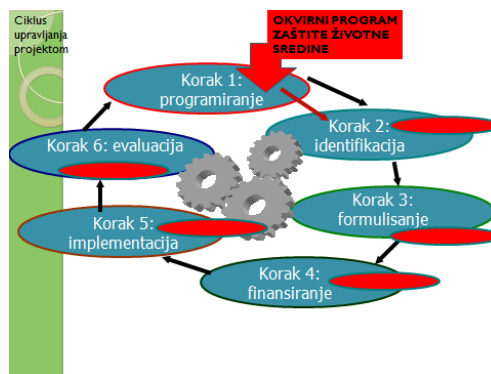 Ciklus
upravljanja
projektom
OKVIRNI PROGRAM
ZAŠTITE ŽIVOTNE
SREDINE
Korak 1:
programiranje
Korak 2:
identifikacija
Korak 3:
formulisanje
Korak 4:
finansiranje
Korak 5:
implementacija
Korak 6: evaluacija